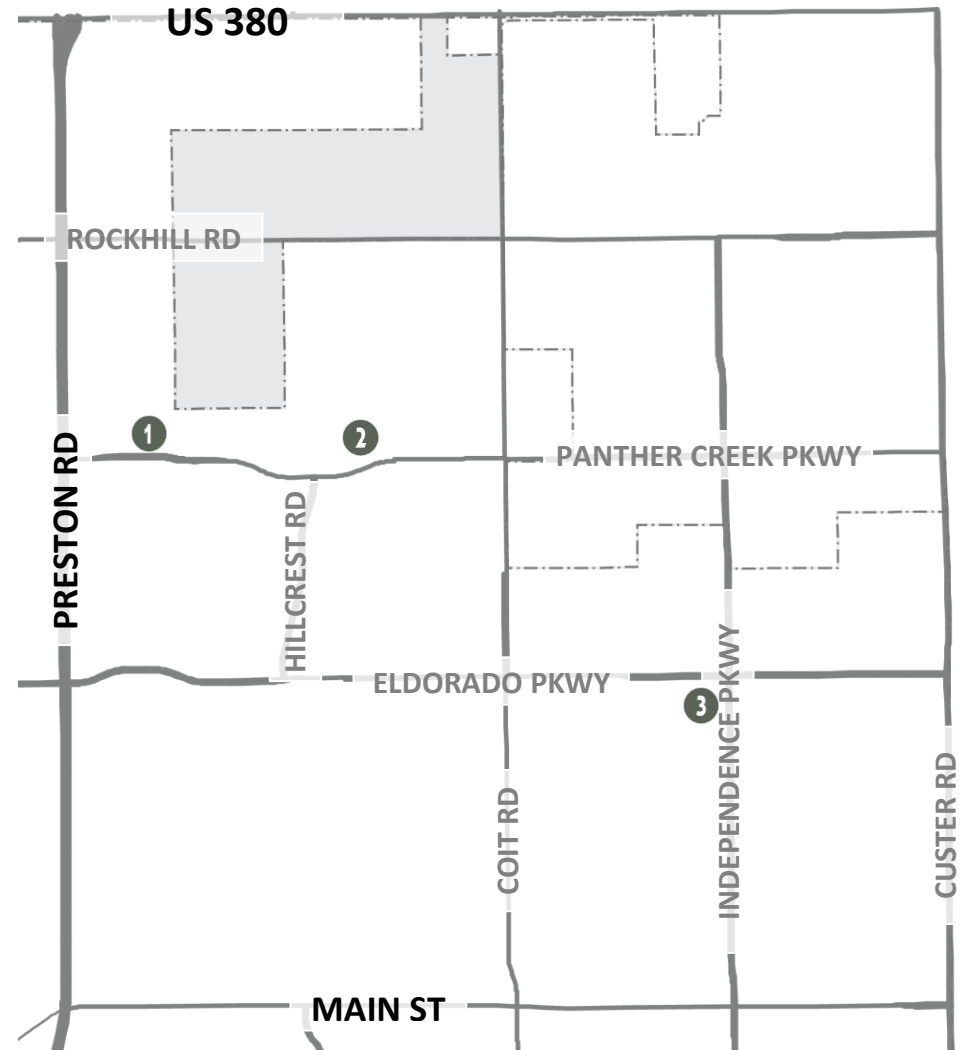 US 380
ROCKHILL RD
1
2
PANTHER CREEK PKWY
PRESTON RD
HILLCREST RD
ELDORADO PKWY
3
INDEPENDENCE PKWY
COIT RD
CUSTER RD
MAIN ST